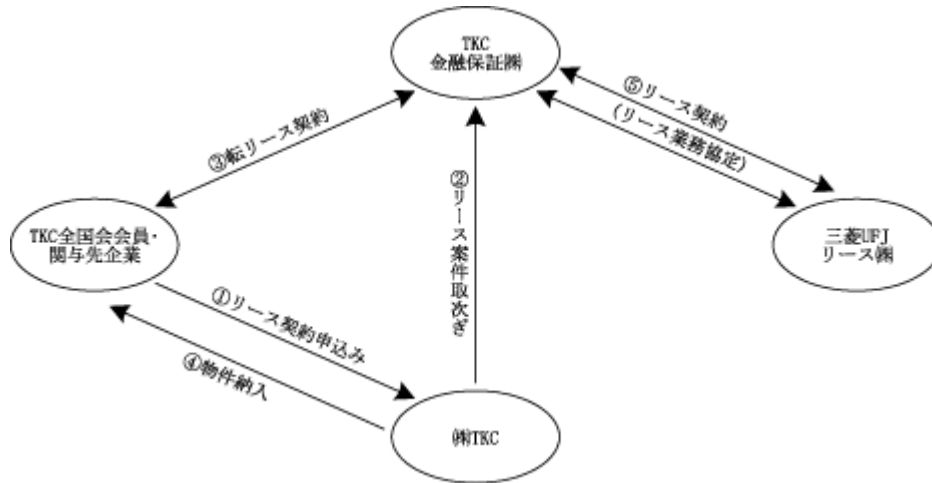 TKC
金融保証㈱
⑤リース契約
(リース業務協定)
③転リース契約
②リース案件取次ぎ
TKC全国会会員・
関与先企業
三菱UFJ
リース㈱
①リース契約申込み
④物件納入
㈱TKC